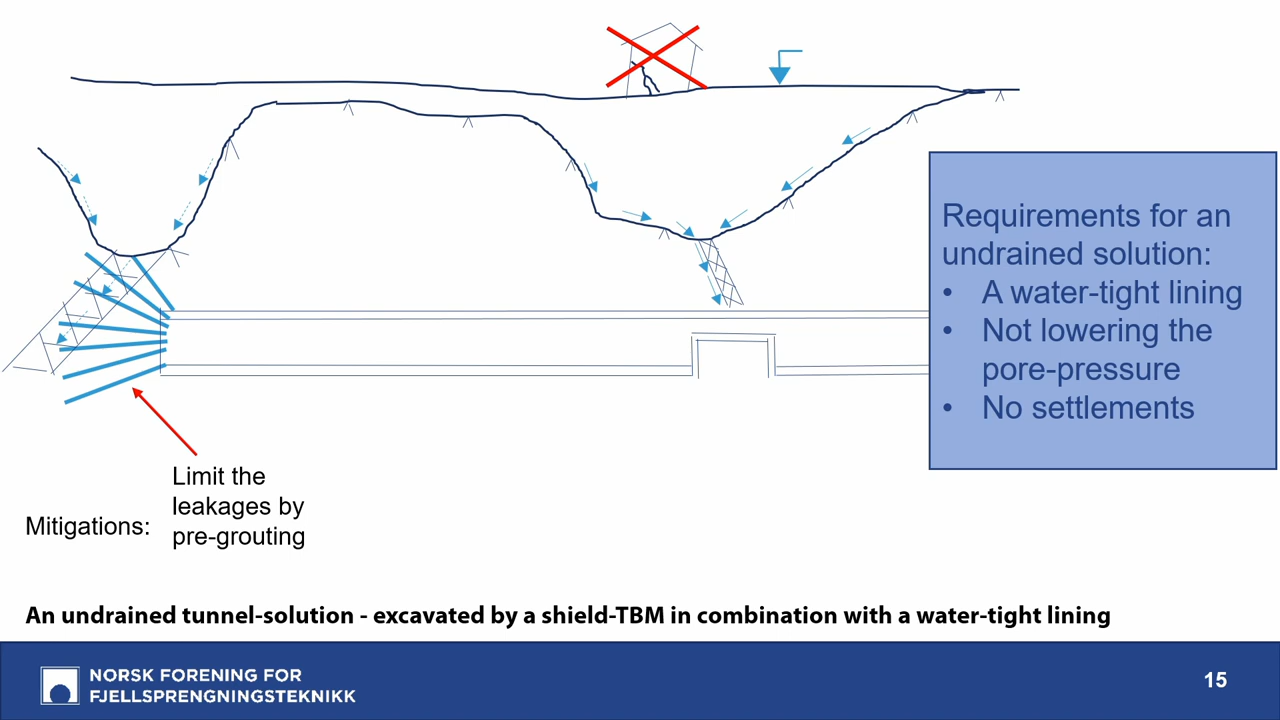 Requirements for an
undrained solution:
• A water-tight lining
• Not lowering the
pore-pressure
• No settlements
Limit the
leakages by
pre-grouting
Mitigations:
An undrained tunnel-solution - excavated by a shield-TBM in combination with a water-tight lining
NORSK FORENING FOR
FJELLSPRENGNINGSTEKNIKK
15